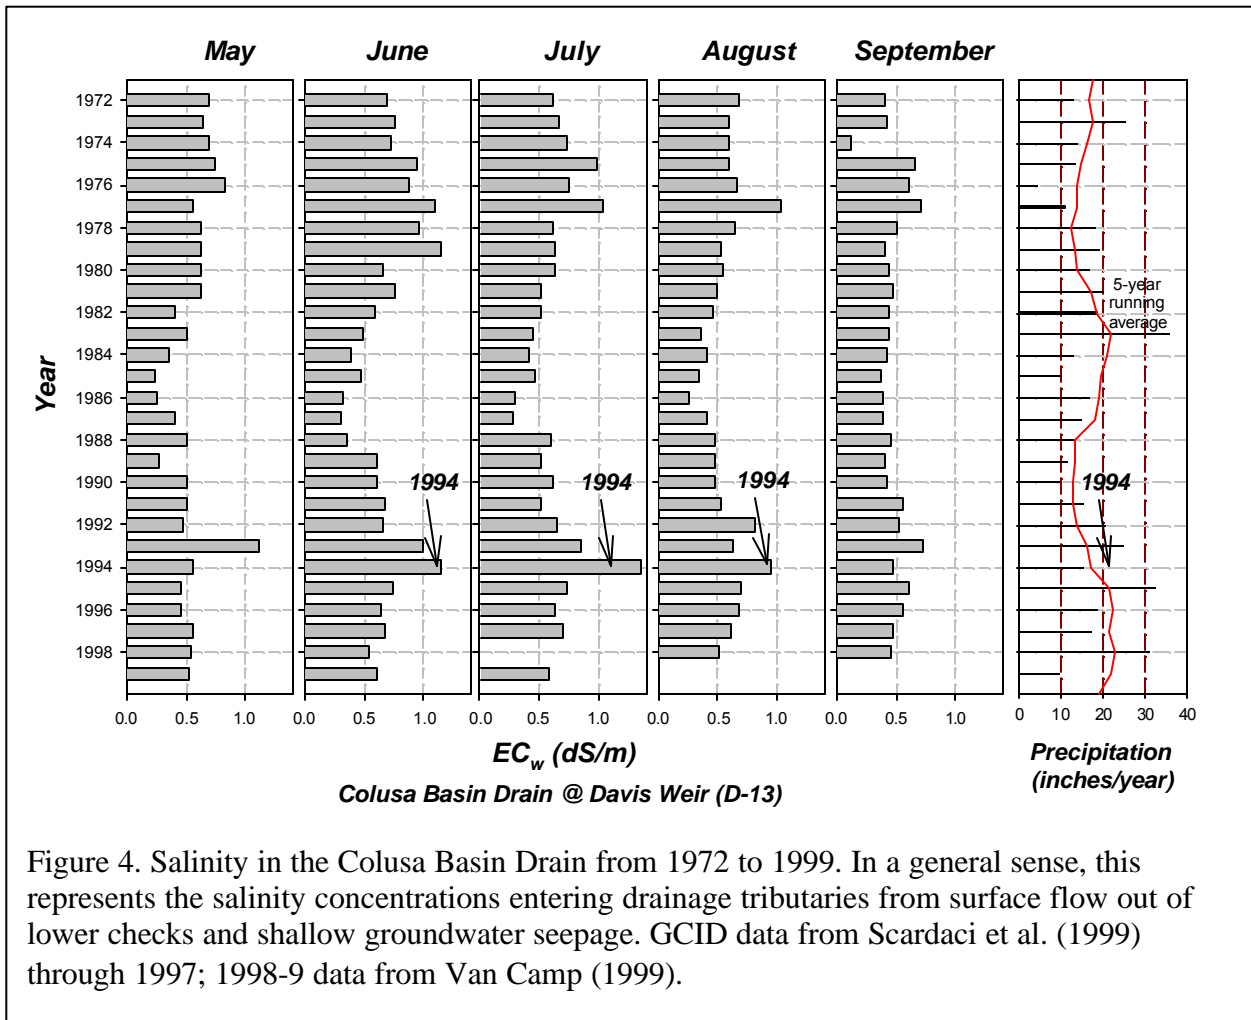 May June July August September
1972
1974
1976
1978
1980
1982
1984
1986
1988
1990
1992
1994
1996
1998
Year
5-year
running
average
1994 1994 1994 1994
0.0 0.5 1.0 0.0 0.5 1.0 0.0 0.5 1.0 0.0 0.5 1.0 0.0 0.5 1.0 0 10 20 30 40
ECw (dS/m)
Precipitation
(inches/year)
Colusa Basin Drain @ Davis Weir (D-13)
Figure 4. Salinity in the Colusa Basin Drain from 1972 to 1999. In a general sense, this
represents the salinity concentrations entering drainage tributaries from surface flow out of
lower checks and shallow groundwater seepage. GCID data from Scardaci et al. (1999)
through 1997; 1998-9 data from Van Camp (1999).